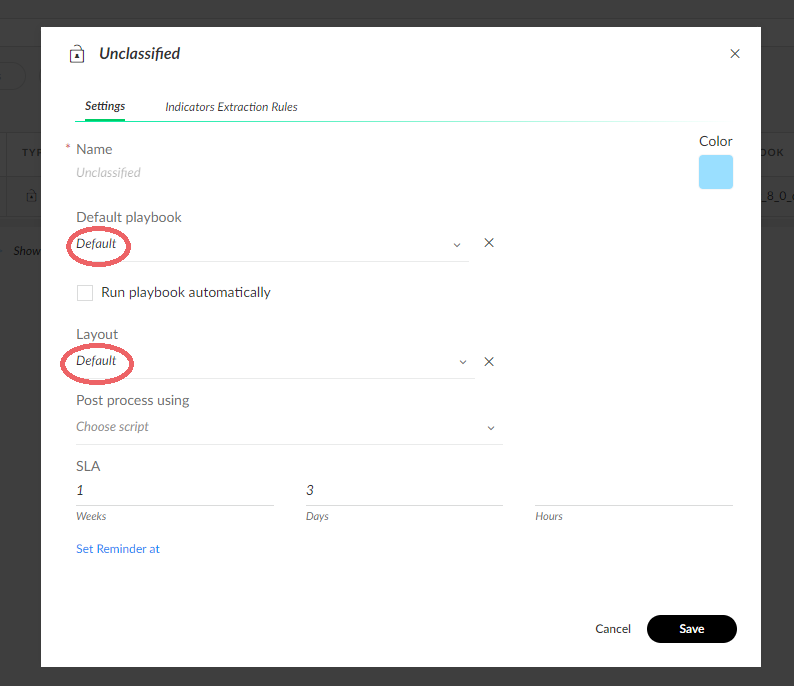 Unclassified
Settings Indicators Extraction Rules
* Name Color
Unclassified
Default playbook
Default
Run playbook automatically
Layout
Default
Post process using
Choose script
SLA
1 3
Weeks Days Hours
Set Reminder at
Cancel Save
Show